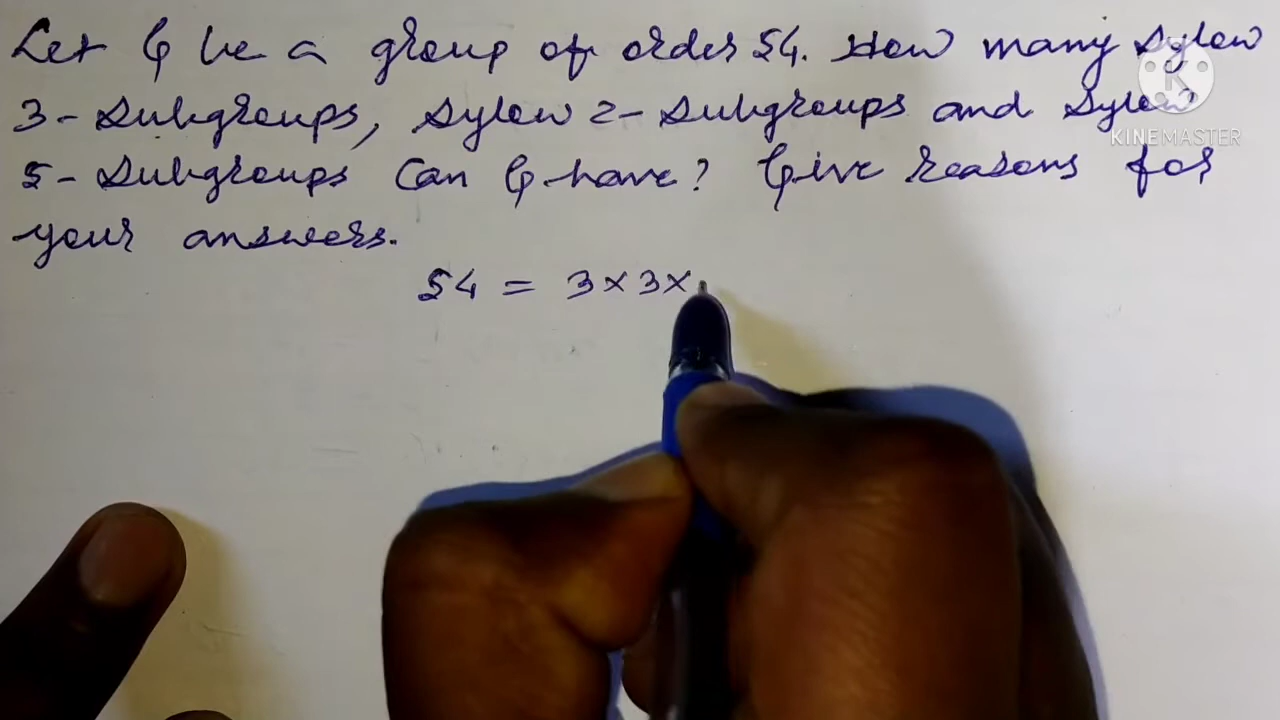 Let G be a group of order 54. How many Sylow
3-Subgroups, Sylow 2-Subgroups and Sylow
5-Subgroups Can G have? Give reasons for
your answers.
54 = 3×3×
KINEMASTER